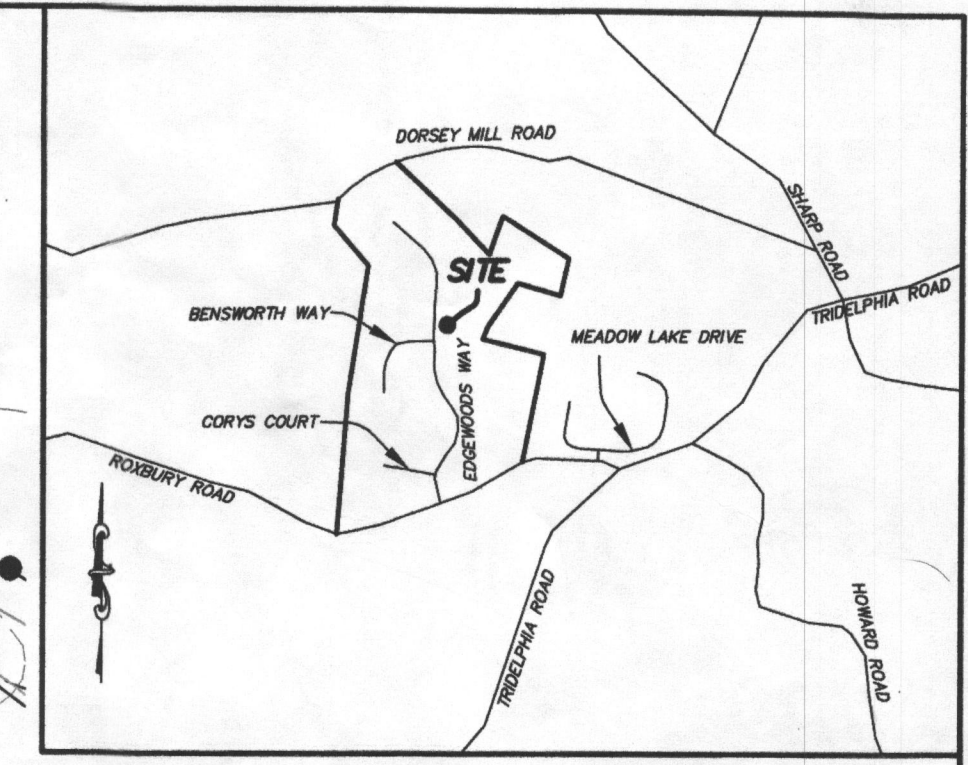 DORSEY MILL ROAD
SHARP ROAD
SITE
TRIDELPHIA ROAD
BENSWORTH WAY
MEADOW LAKE DRIVE
EDGEWOODS WAY
CORYS COURT
ROXBURY ROAD
TRIDELPHIA ROAD
HOWARD ROAD